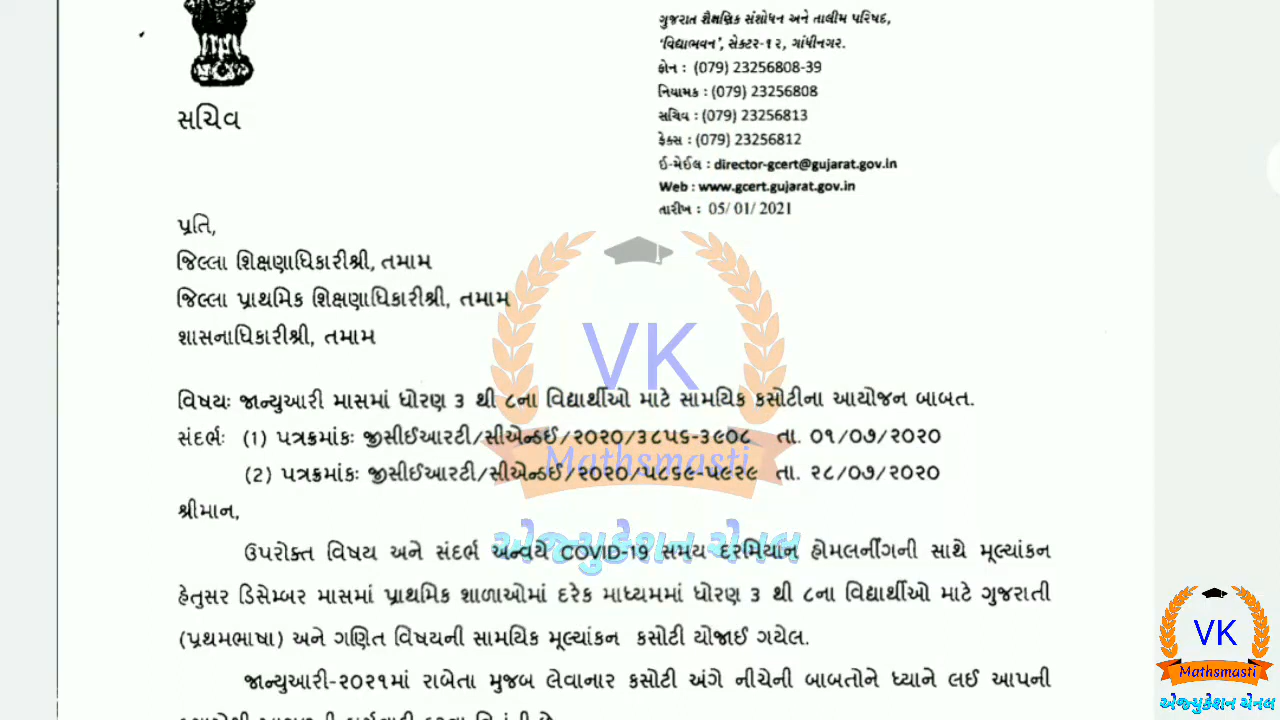 ગુજરાત શૈક્ષણિક સંશોધન અને તાલીમ પરિષદ,
'વિદ્યાભવન', સેક્ટર-૧૨, ગાંધીનગર.
ફોન : (079) 23256808-39
નિયામક : (079) 23256808
સચિવ : (079) 23256813
ફેક્સ : (079) 23256812
ઈ-મેઈલ : director-gcert@gujarat.gov.in
Web : www.gcert.gujarat.gov.in
તારીખ : 05/ 01/ 2021
સચિવ
પ્રતિ,
જિલ્લા શિક્ષણાધિકારીશ્રી, તમામ
જિલ્લા પ્રાથમિક શિક્ષણાધિકારીશ્રી, તમામ
શાસનાધિકારીશ્રી, તમામ
વિષયઃ જાન્યુઆરી માસમાં ધોરણ ૩ થી ૮ના વિદ્યાર્થીઓ માટે સામયિક કસોટીના આયોજન બાબત.
સંદર્ભઃ (1) પત્રક્રમાંકઃ જીસીઈઆરટી/સીએન્ડઈ/૨૦૨૦/૩૮૫૬-૩૯૦૮ તા. ૦૧/૦૭/૨૦૨૦
(2) પત્રક્રમાંકઃ જીસીઈઆરટી/સીએન્ડઈ/૨૦૨૦/૫૮૬૯-૫૯૨૯ તા. ૨૮/૦૭/૨૦૨૦
શ્રીમાન,
ઉપરોક્ત વિષય અને સંદર્ભ અન્વયે COVID-19 સમય દરમિયાન હોમલર્નીંગની સાથે મૂલ્યાંકન
હેતુસર ડિસેમ્બર માસમાં પ્રાથમિક શાળાઓમાં દરેક માધ્યમમાં ધોરણ ૩ થી ૮ના વિદ્યાર્થીઓ માટે ગુજરાતી
(પ્રથમભાષા) અને ગણિત વિષયની સામયિક મૂલ્યાંકન કસોટી યોજાઈ ગયેલ.
જાન્યુઆરી-૨૦૨૧માં રાબેતા મુજબ લેવાનાર કસોટી અંગે નીચેની બાબતોને ધ્યાને લઈ આપની
VK
Mathsmasti
એજ્યુકેશન ચેનલ
VK
Mathsmasti
એજ્યુકેશન ચેનલ